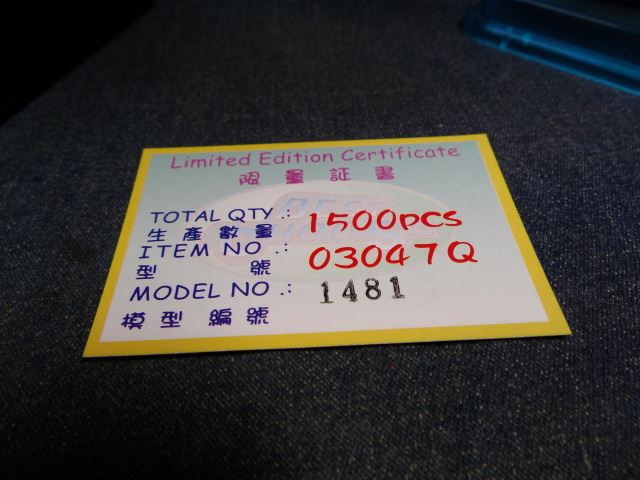 Limited Edition Certificate
限量証書
TOTAL QTY.: 1500PCS
生產數量
ITEM NO.: 03047Q
型號
MODEL NO.: 1481
模型編號